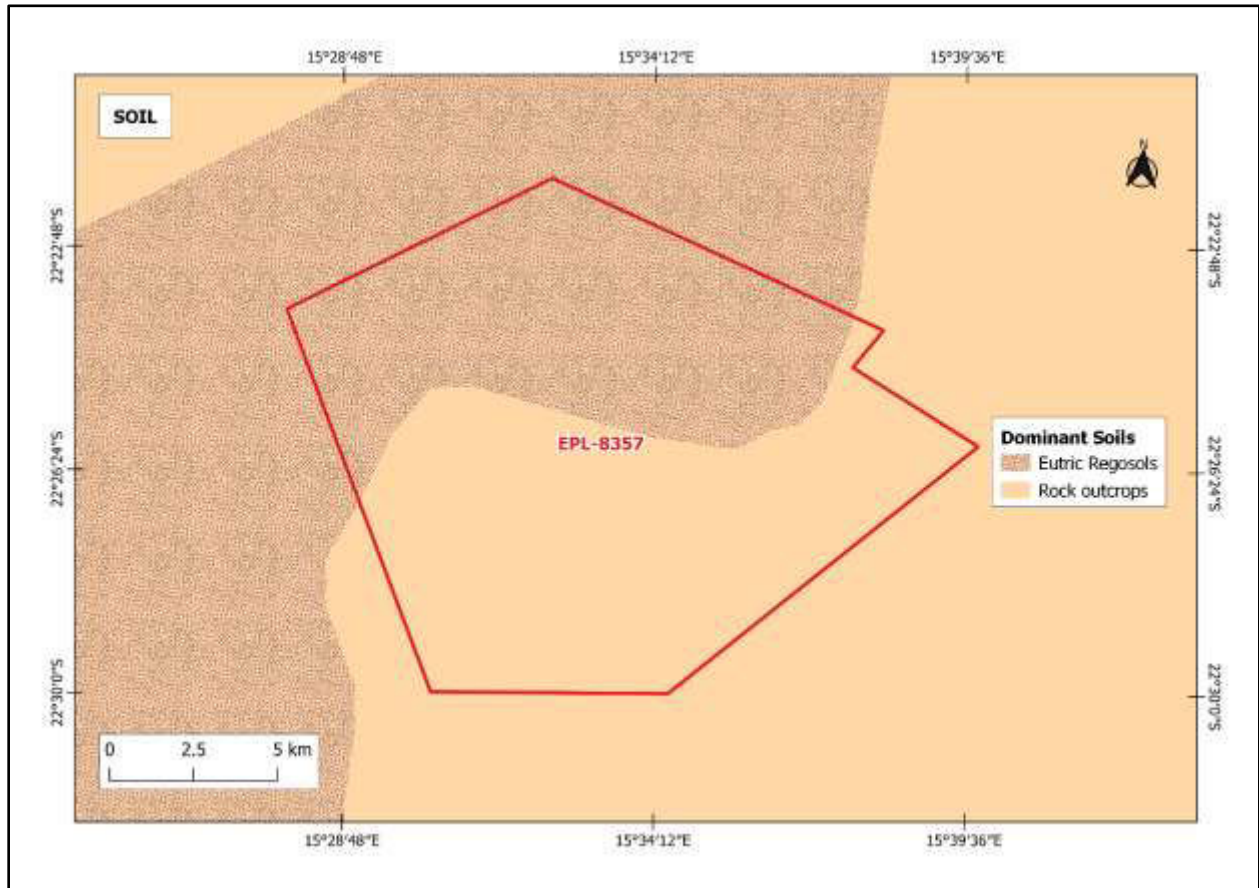 15°28'48"E 15°34'12"E 15°39'36"E
SOIL
N
22°22'48"S 22°22'48"S
EPL-8357
Dominant Soils
Eutric Regosols
Rock outcrops
22°26'24"S 22°26'24"S
22°30'0"S 22°30'0"S
0 2.5 5 km
15°28'48"E 15°34'12"E 15°39'36"E